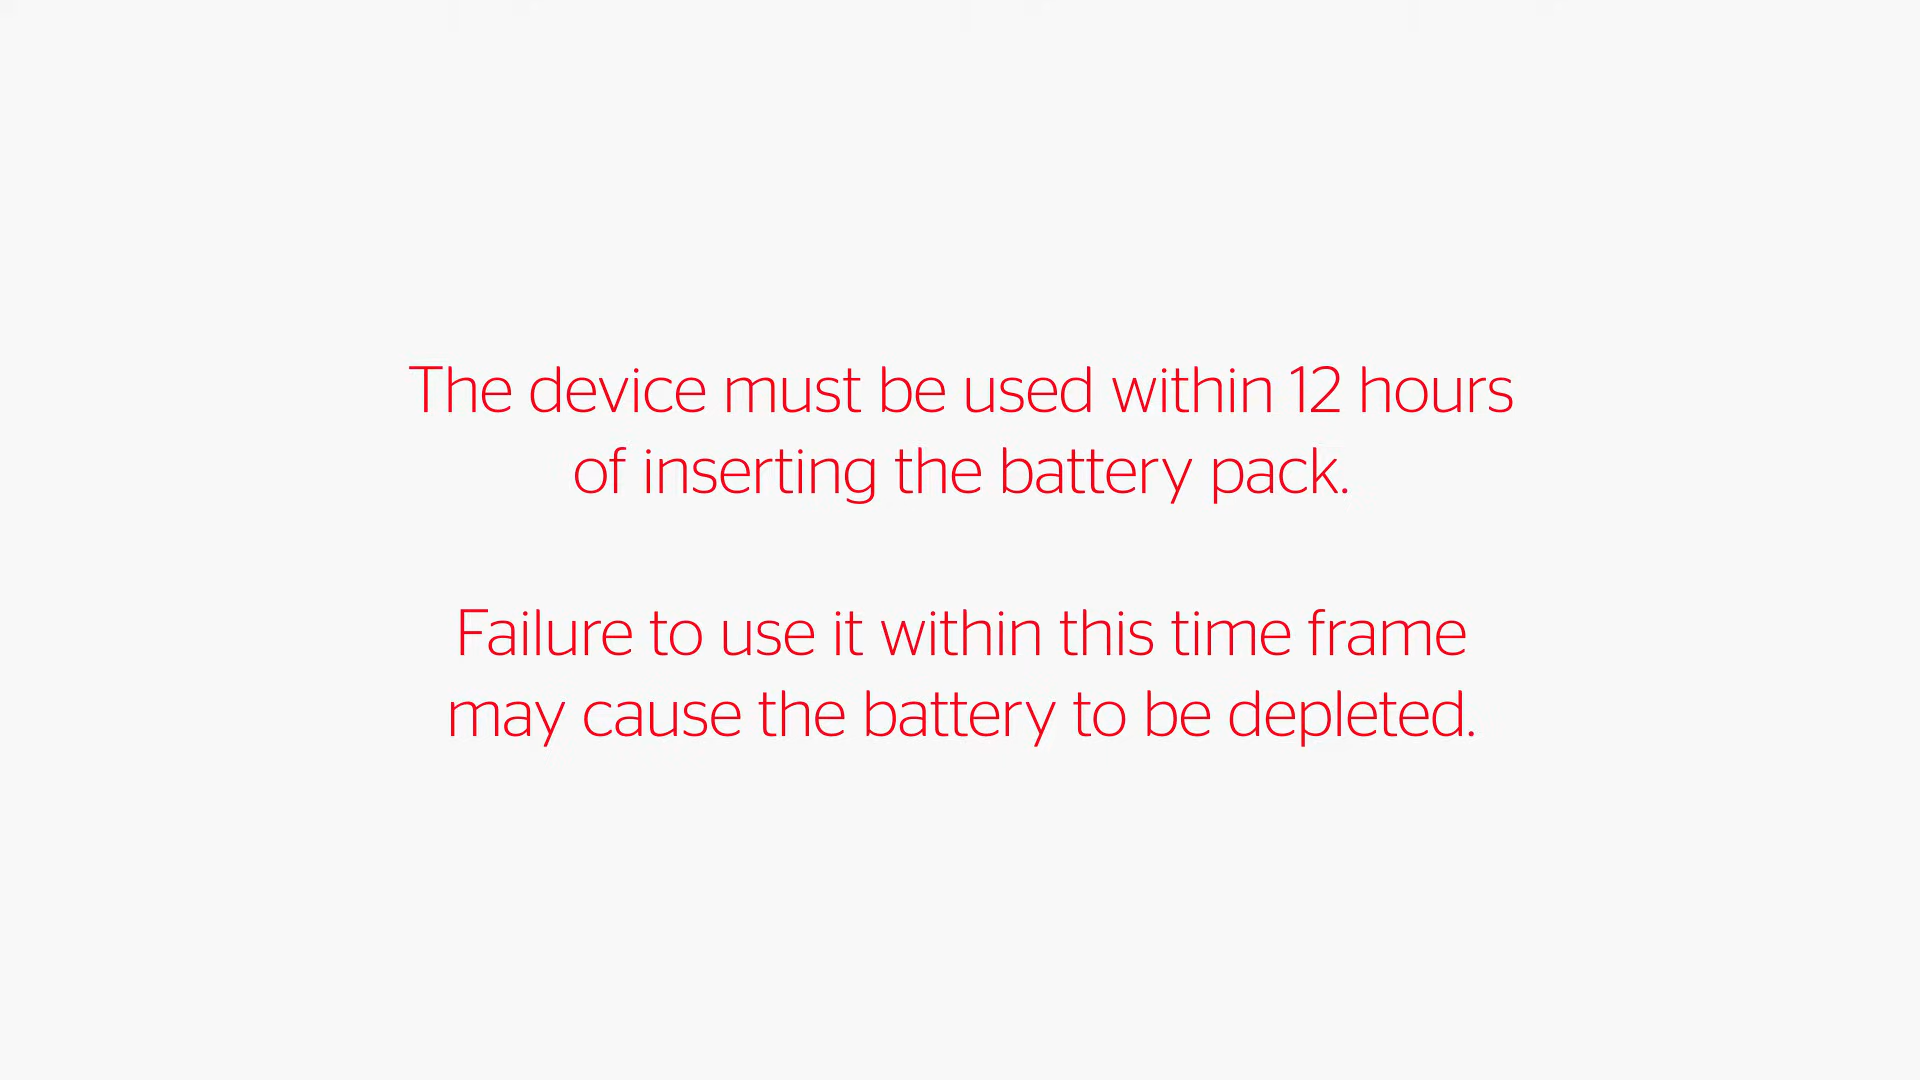 The device must be used within 12 hours
of inserting the battery pack.
Failure to use it within this time frame
may cause the battery to be depleted.